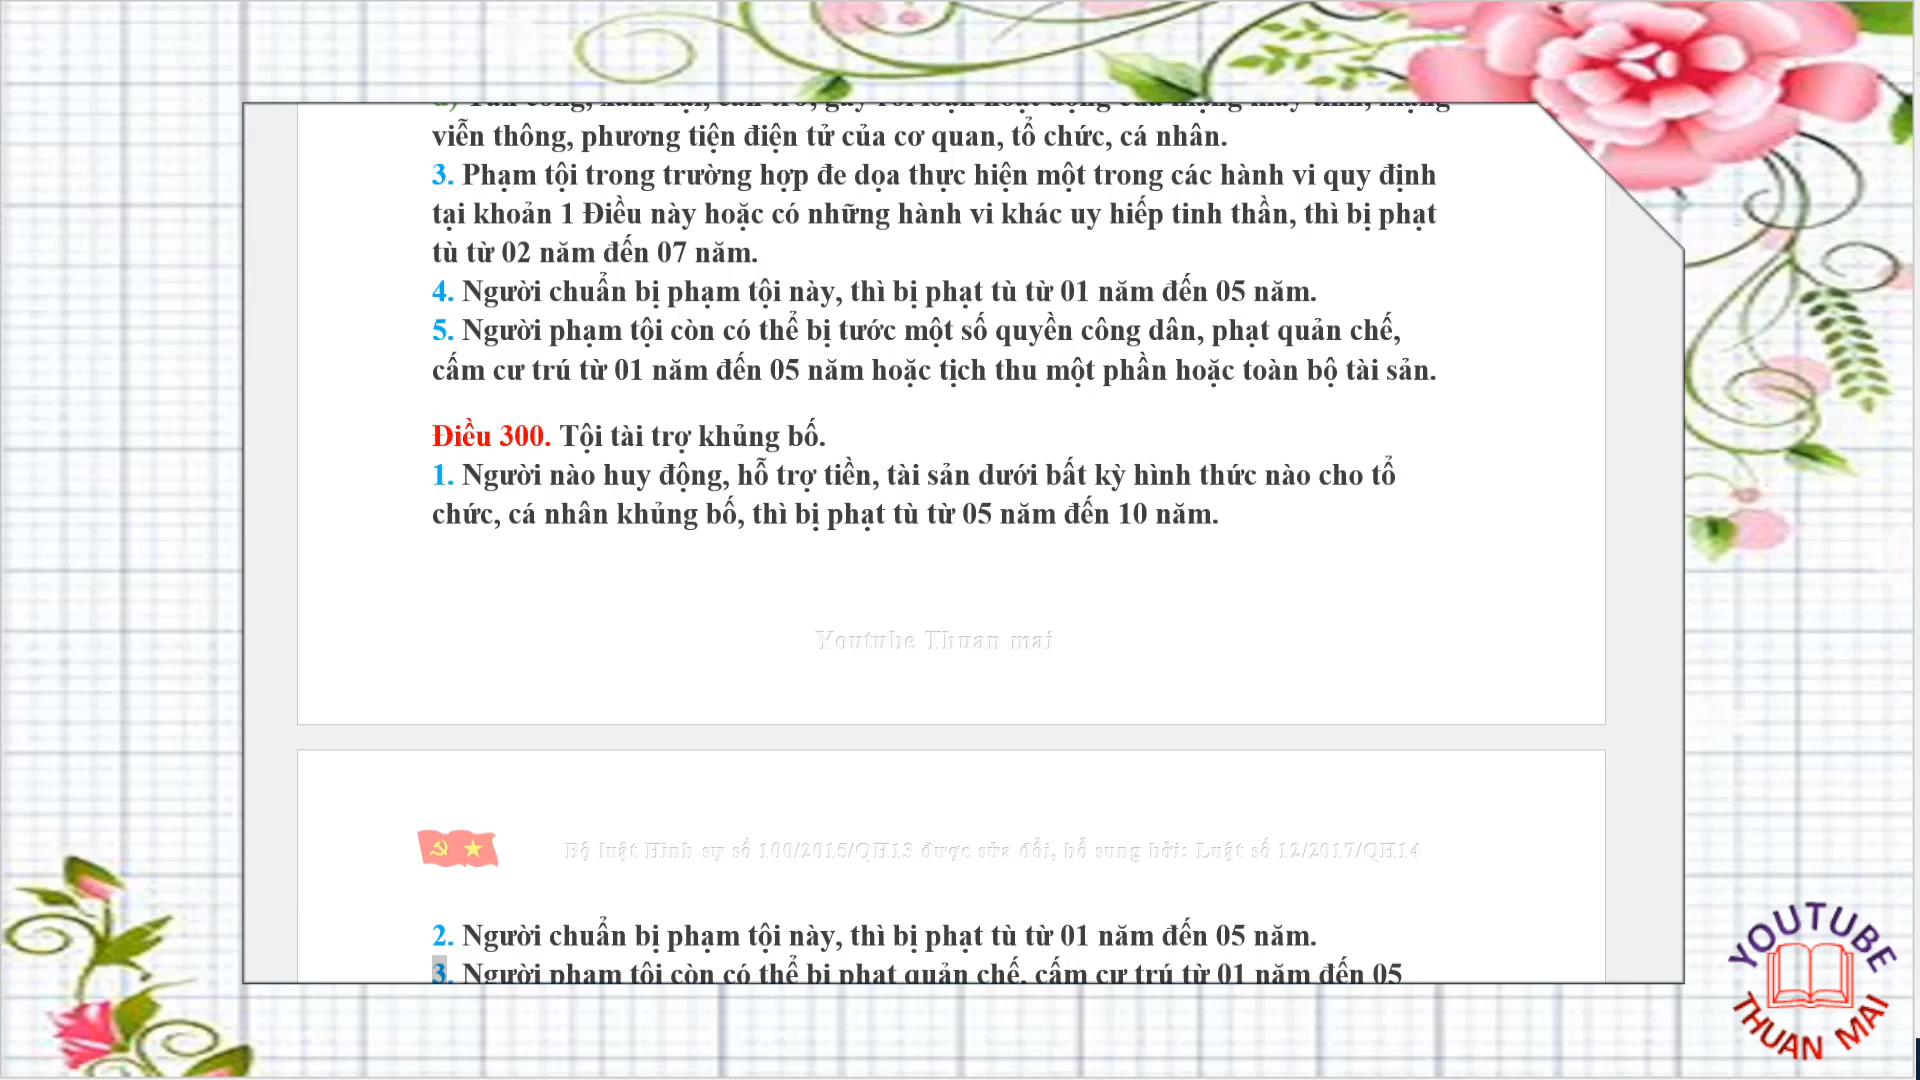 viễn thông, phương tiện điện tử của cơ quan, tổ chức, cá nhân.
3. Phạm tội trong trường hợp đe dọa thực hiện một trong các hành vi quy định
tại khoản 1 Điều này hoặc có những hành vi khác uy hiếp tinh thần, thì bị phạt
tù từ 02 năm đến 07 năm.
4. Người chuẩn bị phạm tội này, thì bị phạt tù từ 01 năm đến 05 năm.
5. Người phạm tội còn có thể bị tước một số quyền công dân, phạt quản chế,
cấm cư trú từ 01 năm đến 05 năm hoặc tịch thu một phần hoặc toàn bộ tài sản.
Điều 300. Tội tài trợ khủng bố.
1. Người nào huy động, hỗ trợ tiền, tài sản dưới bất kỳ hình thức nào cho tổ
chức, cá nhân khủng bố, thì bị phạt tù từ 05 năm đến 10 năm.
Youtube Thuan mai
Bộ luật Hình sự số 100/2015/QH13 được sửa đổi, bổ sung bởi: Luật số 12/2017/QH14
2. Người chuẩn bị phạm tội này, thì bị phạt tù từ 01 năm đến 05 năm.
3. Người phạm tội còn có thể bị phạt quản chế, cấm cư trú từ 01 năm đến 05
YOUTUBE
THUAN MAI